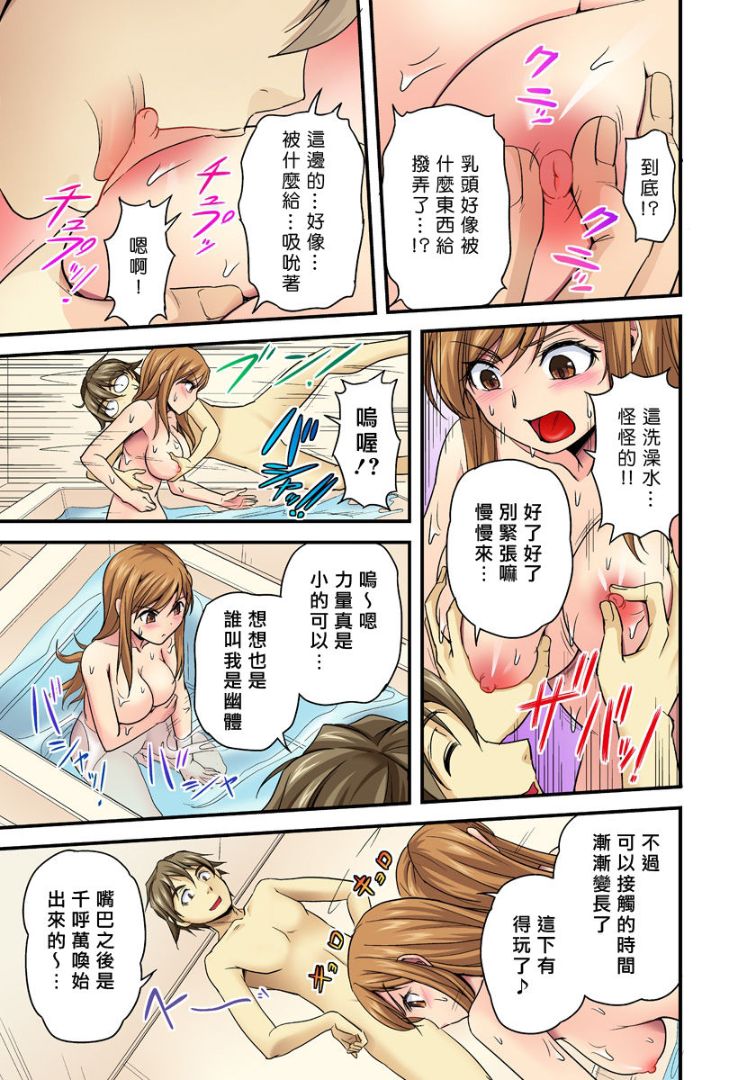 到底!?
乳頭好像被
什麼東西給
撥弄了…!?
クニッ
クニッ
這邊的…好像…
被什麼給…吸吮著
嗯啊！
チュプッ
チュプッ
這洗澡水…
怪怪的!!
好了好了
別緊張嘛
慢慢來…
ザバッ!
ブンッ!
嗚喔!?
嗚～嗯
力量真是
小的可以…
想想也是
誰叫我是幽體
バシャ
バシャ
不過
可以接觸的時間
漸漸變長了
這下有
得玩了♪
キョロ
キョロ
嘴巴之後是
千呼萬喚始
出來的～…